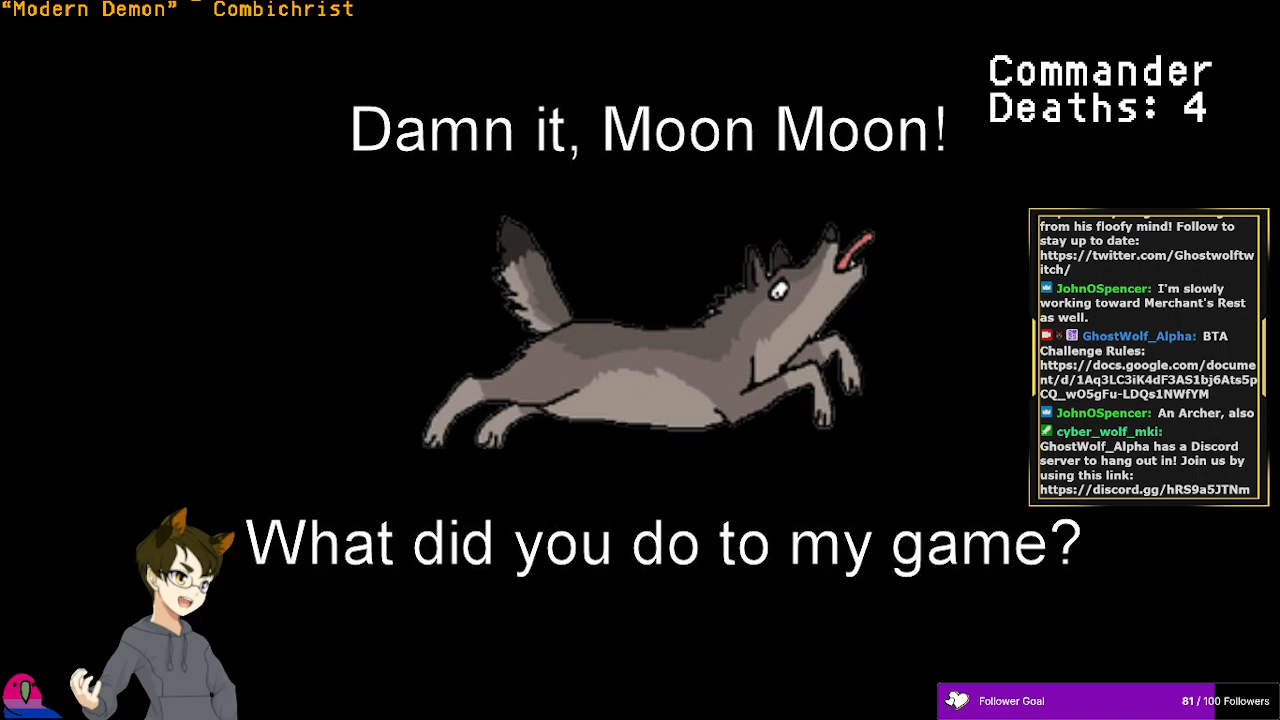 “Modern Demon” - Combichrist
Commander
Deaths: 4
Damn it, Moon Moon!
from his floofy mind! Follow to
stay up to date:
https://twitter.com/Ghostwolftw
itch/
JohnOSpencer: I'm slowly
working toward Merchant's Rest
as well.
GhostWolf_Alpha: BTA
Challenge Rules:
https://docs.google.com/docume
nt/d/1Aq3LC3iK4dF3AS1bj6Ats5p
CQ_wO5gFu-LDQs1NWfYM
JohnOSpencer: An Archer, also
cyber_wolf_mki:
GhostWolf_Alpha has a Discord
server to hang out in! Join us by
using this link:
https://discord.gg/hRS9a5JTNm
What did you do to my game?
Follower Goal 81 / 100 Followers